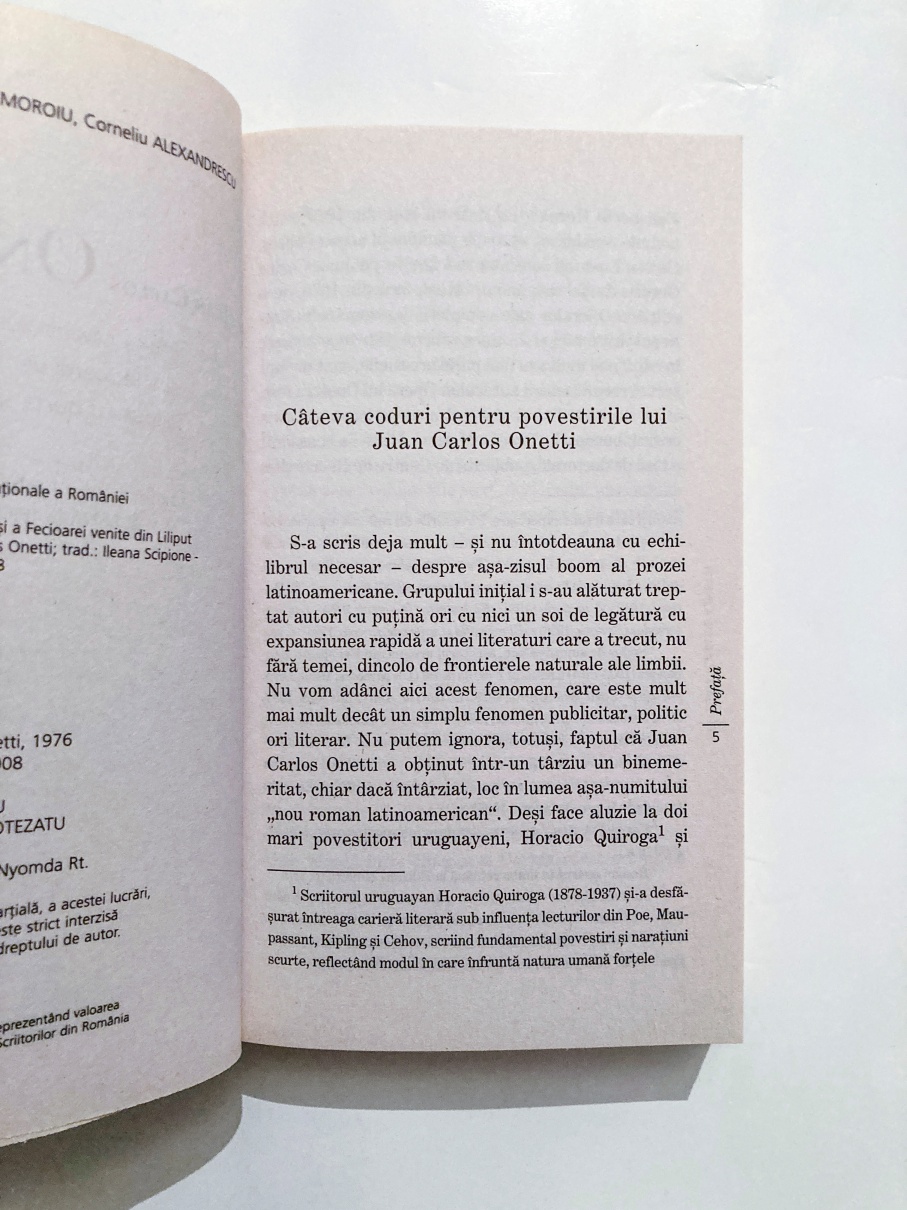 MOROIU, Corneliu ALEXANDRESCU
ționale a României
și a Fecioarei venite din Liliput
s Onetti; trad.: Ileana Scipione -
8
etti, 1976
008
U
OTEZATU
Nyomda Rt.
arțială, a acestei lucrări,
este strict interzisă
dreptului de autor.
eprezentând valoarea
Scriitorilor din România
Câteva coduri pentru povestirile lui
Juan Carlos Onetti
S-a scris deja mult – și nu întotdeauna cu echi-
librul necesar – despre așa-zisul boom al prozei
latinoamericane. Grupului inițial i s-au alăturat trep-
tat autori cu puțină ori cu nici un soi de legătură cu
expansiunea rapidă a unei literaturi care a trecut, nu
fără temei, dincolo de frontierele naturale ale limbii.
Nu vom adânci aici acest fenomen, care este mult
mai mult decât un simplu fenomen publicitar, politic
ori literar. Nu putem ignora, totuși, faptul că Juan
Carlos Onetti a obținut într-un târziu un bineme-
ritat, chiar dacă întârziat, loc în lumea așa-numitului
„nou roman latinoamerican“. Deși face aluzie la doi
mari povestitori uruguayeni, Horacio Quiroga¹ și
¹ Scriitorul uruguayan Horacio Quiroga (1878-1937) și-a desfă-
șurat întreaga carieră literară sub influența lecturilor din Poe, Mau-
passant, Kipling și Cehov, scriind fundamental povestiri și narațiuni
scurte, reflectând modul în care înfruntă natura umană forțele
Prefață
5